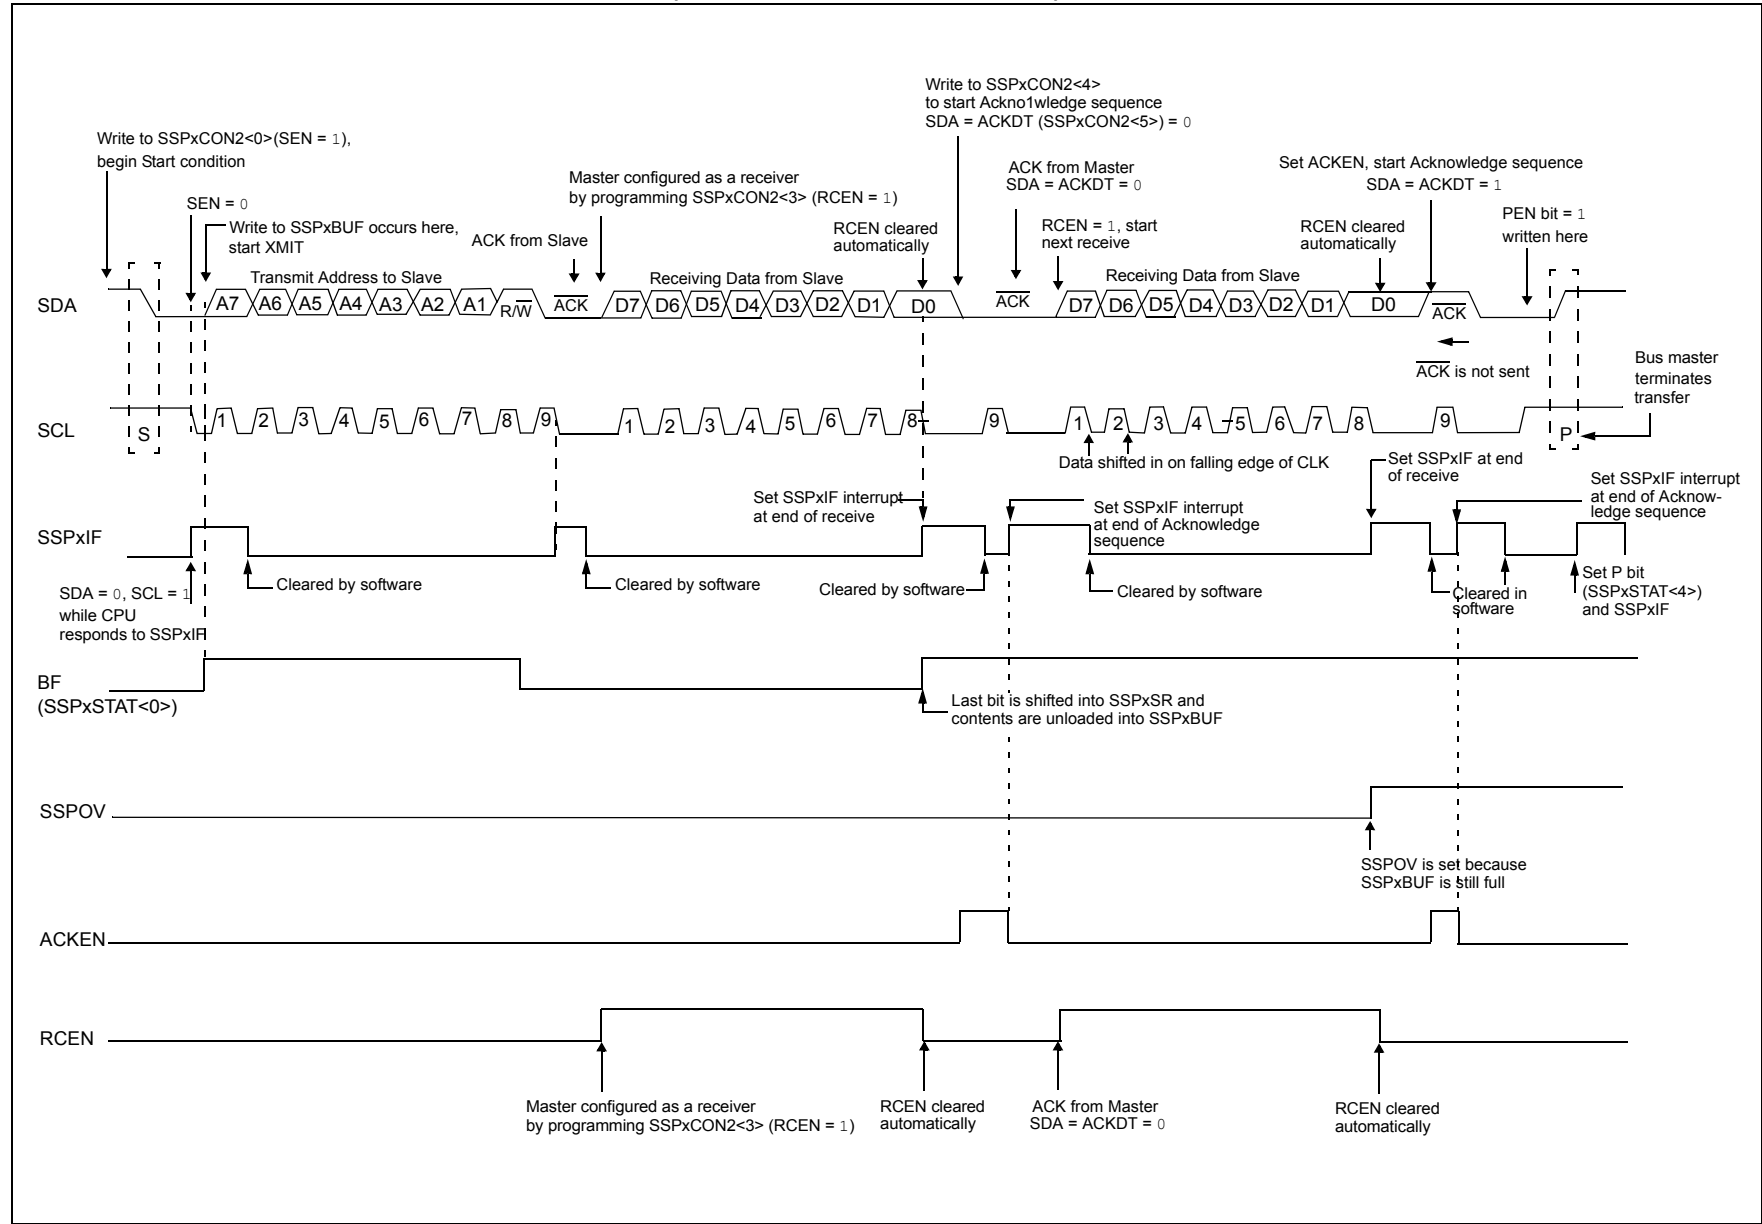 Write to SSPxCON2<4>
to start Ackno1wledge sequence
SDA = ACKDT (SSPxCON2<5>) = 0
Write to SSPxCON2<0>(SEN = 1),
begin Start condition
SEN = 0
Write to SSPxBUF occurs here,
start XMIT
ACK from Slave
Master configured as a receiver
by programming SSPxCON2<3> (RCEN = 1)
RCEN cleared
automatically
ACK from Master
SDA = ACKDT = 0
RCEN = 1, start
next receive
Set ACKEN, start Acknowledge sequence
SDA = ACKDT = 1
RCEN cleared
automatically
PEN bit = 1
written here
Transmit Address to Slave
Receiving Data from Slave
Receiving Data from Slave
SDA A7 A6 A5 A4 A3 A2 A1 R/W ACK D7 D6 D5 D4 D3 D2 D1 D0 ACK D7 D6 D5 D4 D3 D2 D1 D0 ACK
ACK is not sent
Bus master
terminates
transfer
SCL S 1 2 3 4 5 6 7 8 9 1 2 3 4 5 6 7 8 9 1 2 3 4 5 6 7 8 9 P
Data shifted in on falling edge of CLK
Set SSPxIF interrupt
at end of receive
Set SSPxIF interrupt
at end of Acknowledge
sequence
Set SSPxIF at end
of receive
Set SSPxIF interrupt
at end of Acknow-
ledge sequence
SSPxIF
SDA = 0, SCL = 1
while CPU
responds to SSPxIF
Cleared by software
Cleared by software
Cleared by software
Cleared by software
Cleared in
software
Set P bit
(SSPxSTAT<4>)
and SSPxIF
BF
(SSPxSTAT<0>)
Last bit is shifted into SSPxSR and
contents are unloaded into SSPxBUF
SSPOV
SSPOV is set because
SSPxBUF is still full
ACKEN
RCEN
Master configured as a receiver
by programming SSPxCON2<3> (RCEN = 1)
RCEN cleared
automatically
ACK from Master
SDA = ACKDT = 0
RCEN cleared
automatically